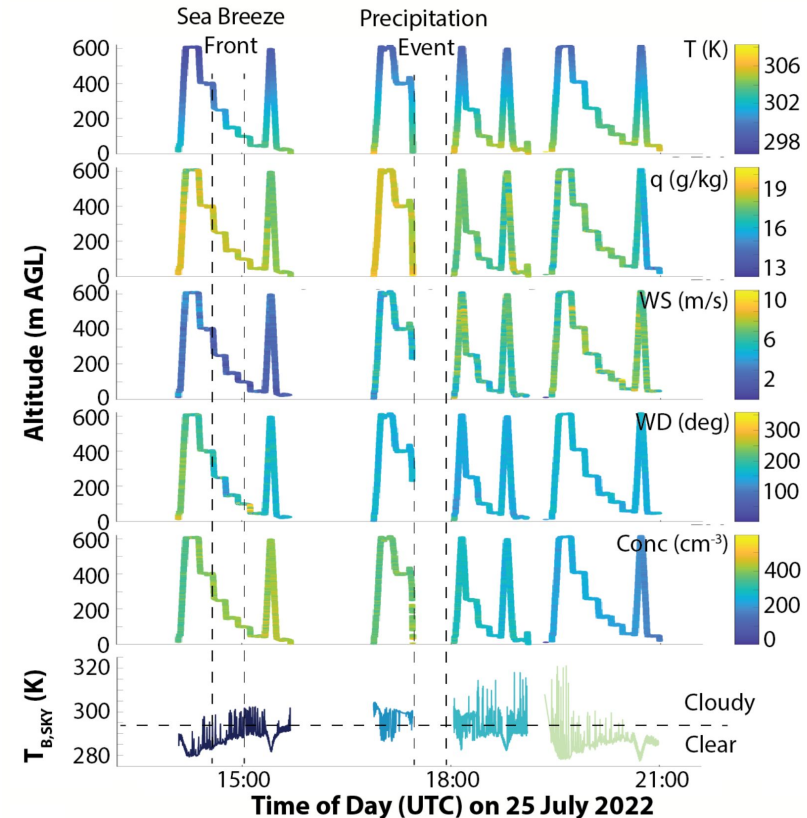 Sea Breeze
Front
Precipitation
Event
Altitude (m AGL)
600
400
200
0
T (K)
306
302
298
600
400
200
0
q (g/kg)
19
16
13
600
400
200
0
WS (m/s)
10
6
2
600
400
200
0
WD (deg)
300
200
100
600
400
200
0
Conc (cm-3)
400
200
0
TB,SKY (K)
320
300
280
Cloudy
Clear
15:00
18:00
21:00
Time of Day (UTC) on 25 July 2022